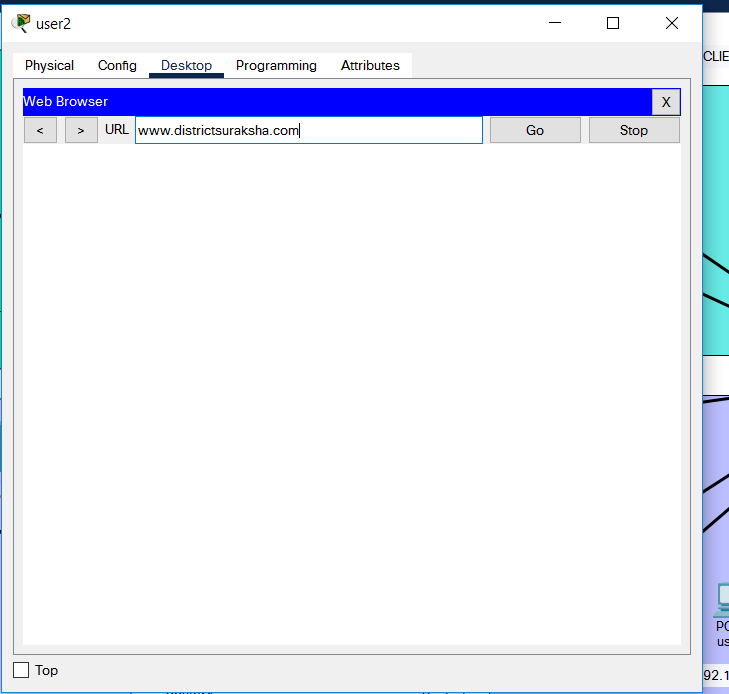 user2
Physical Config Desktop Programming Attributes
CLIE
Web Browser X
< > URL www.districtsuraksha.com Go Stop
PC
us
Top
92.1